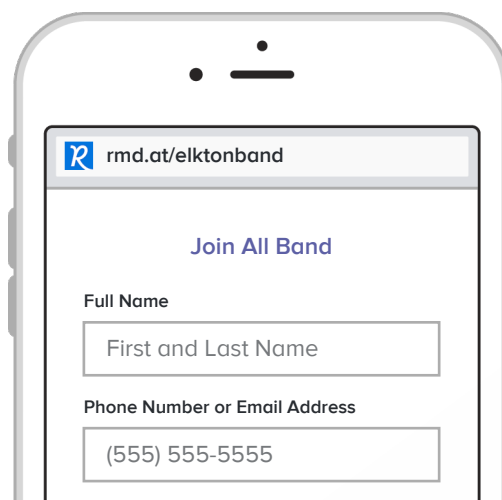 rmd.at/elktonband
Join All Band
Full Name
First and Last Name
Phone Number or Email Address
(555) 555-5555